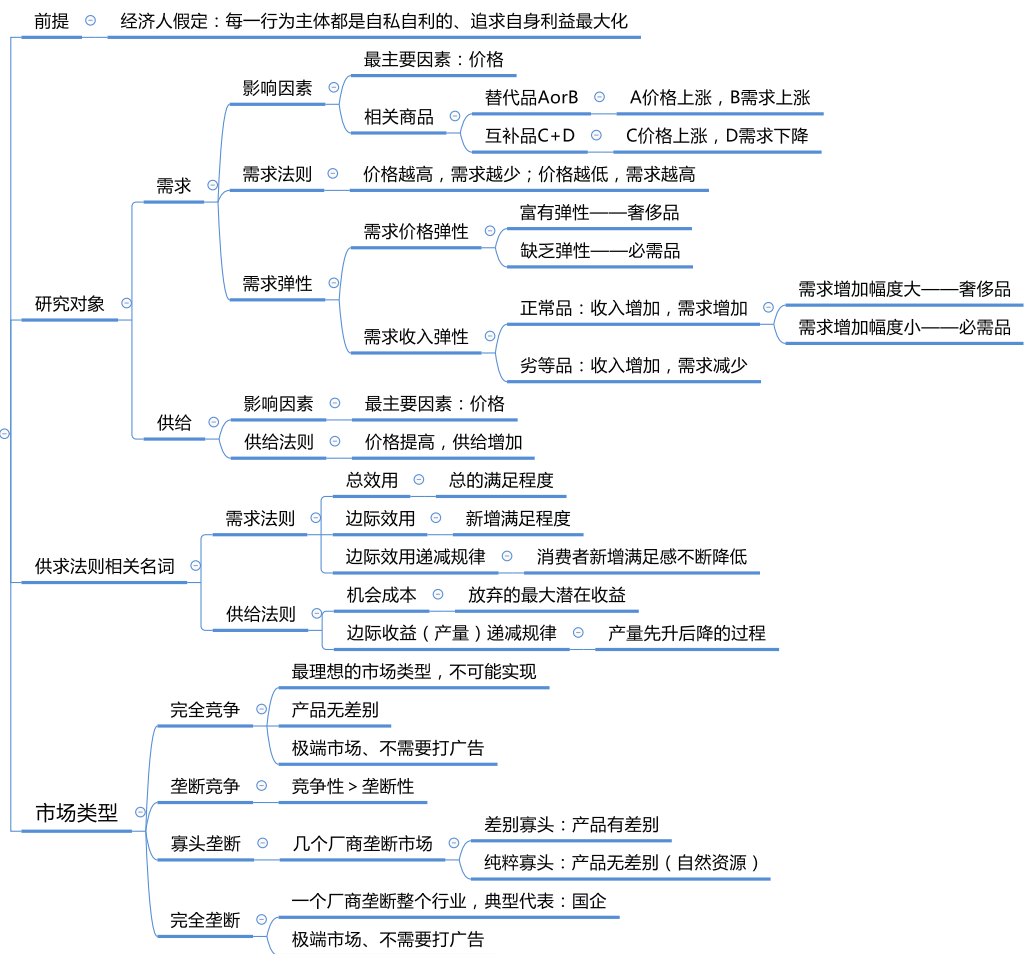 前提
经济人假定：每一行为主体都是自私自利的、追求自身利益最大化
研究对象
需求
影响因素
最主要因素：价格
相关商品
替代品AorB
A价格上涨，B需求上涨
互补品C+D
C价格上涨，D需求下降
需求法则
价格越高，需求越少；价格越低，需求越高
需求弹性
需求价格弹性
富有弹性——奢侈品
缺乏弹性——必需品
需求收入弹性
正常品：收入增加，需求增加
需求增加幅度大——奢侈品
需求增加幅度小——必需品
劣等品：收入增加，需求减少
供给
影响因素
最主要因素：价格
供给法则
价格提高，供给增加
供求法则相关名词
需求法则
总效用
总的满足程度
边际效用
新增满足程度
边际效用递减规律
消费者新增满足感不断降低
供给法则
机会成本
放弃的最大潜在收益
边际收益（产量）递减规律
产量先升后降的过程
市场类型
完全竞争
最理想的市场类型，不可能实现
产品无差别
极端市场、不需要打广告
垄断竞争
竞争性＞垄断性
寡头垄断
几个厂商垄断市场
差别寡头：产品有差别
纯粹寡头：产品无差别（自然资源）
完全垄断
一个厂商垄断整个行业，典型代表：国企
极端市场、不需要打广告